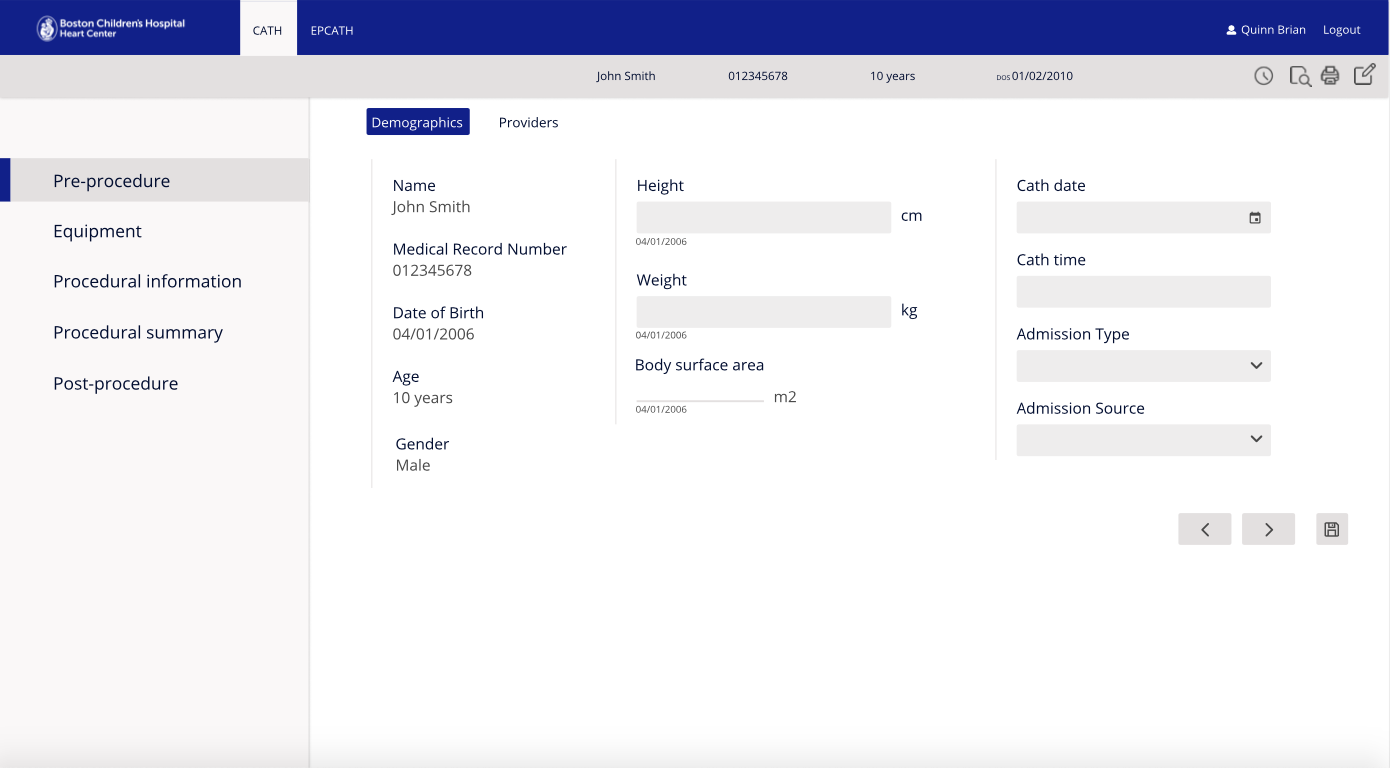 Boston Children's Hospital
Heart Center
CATH
EPCATH
Quinn Brian
Logout
John Smith
012345678
10 years
DOS 01/02/2010
Demographics
Providers
Pre-procedure
Equipment
Procedural information
Procedural summary
Post-procedure
Name
John Smith
Medical Record Number
012345678
Date of Birth
04/01/2006
Age
10 years
Gender
Male
Height
cm
04/01/2006
Weight
kg
04/01/2006
Body surface area
m2
04/01/2006
Cath date
Cath time
Admission Type
Admission Source